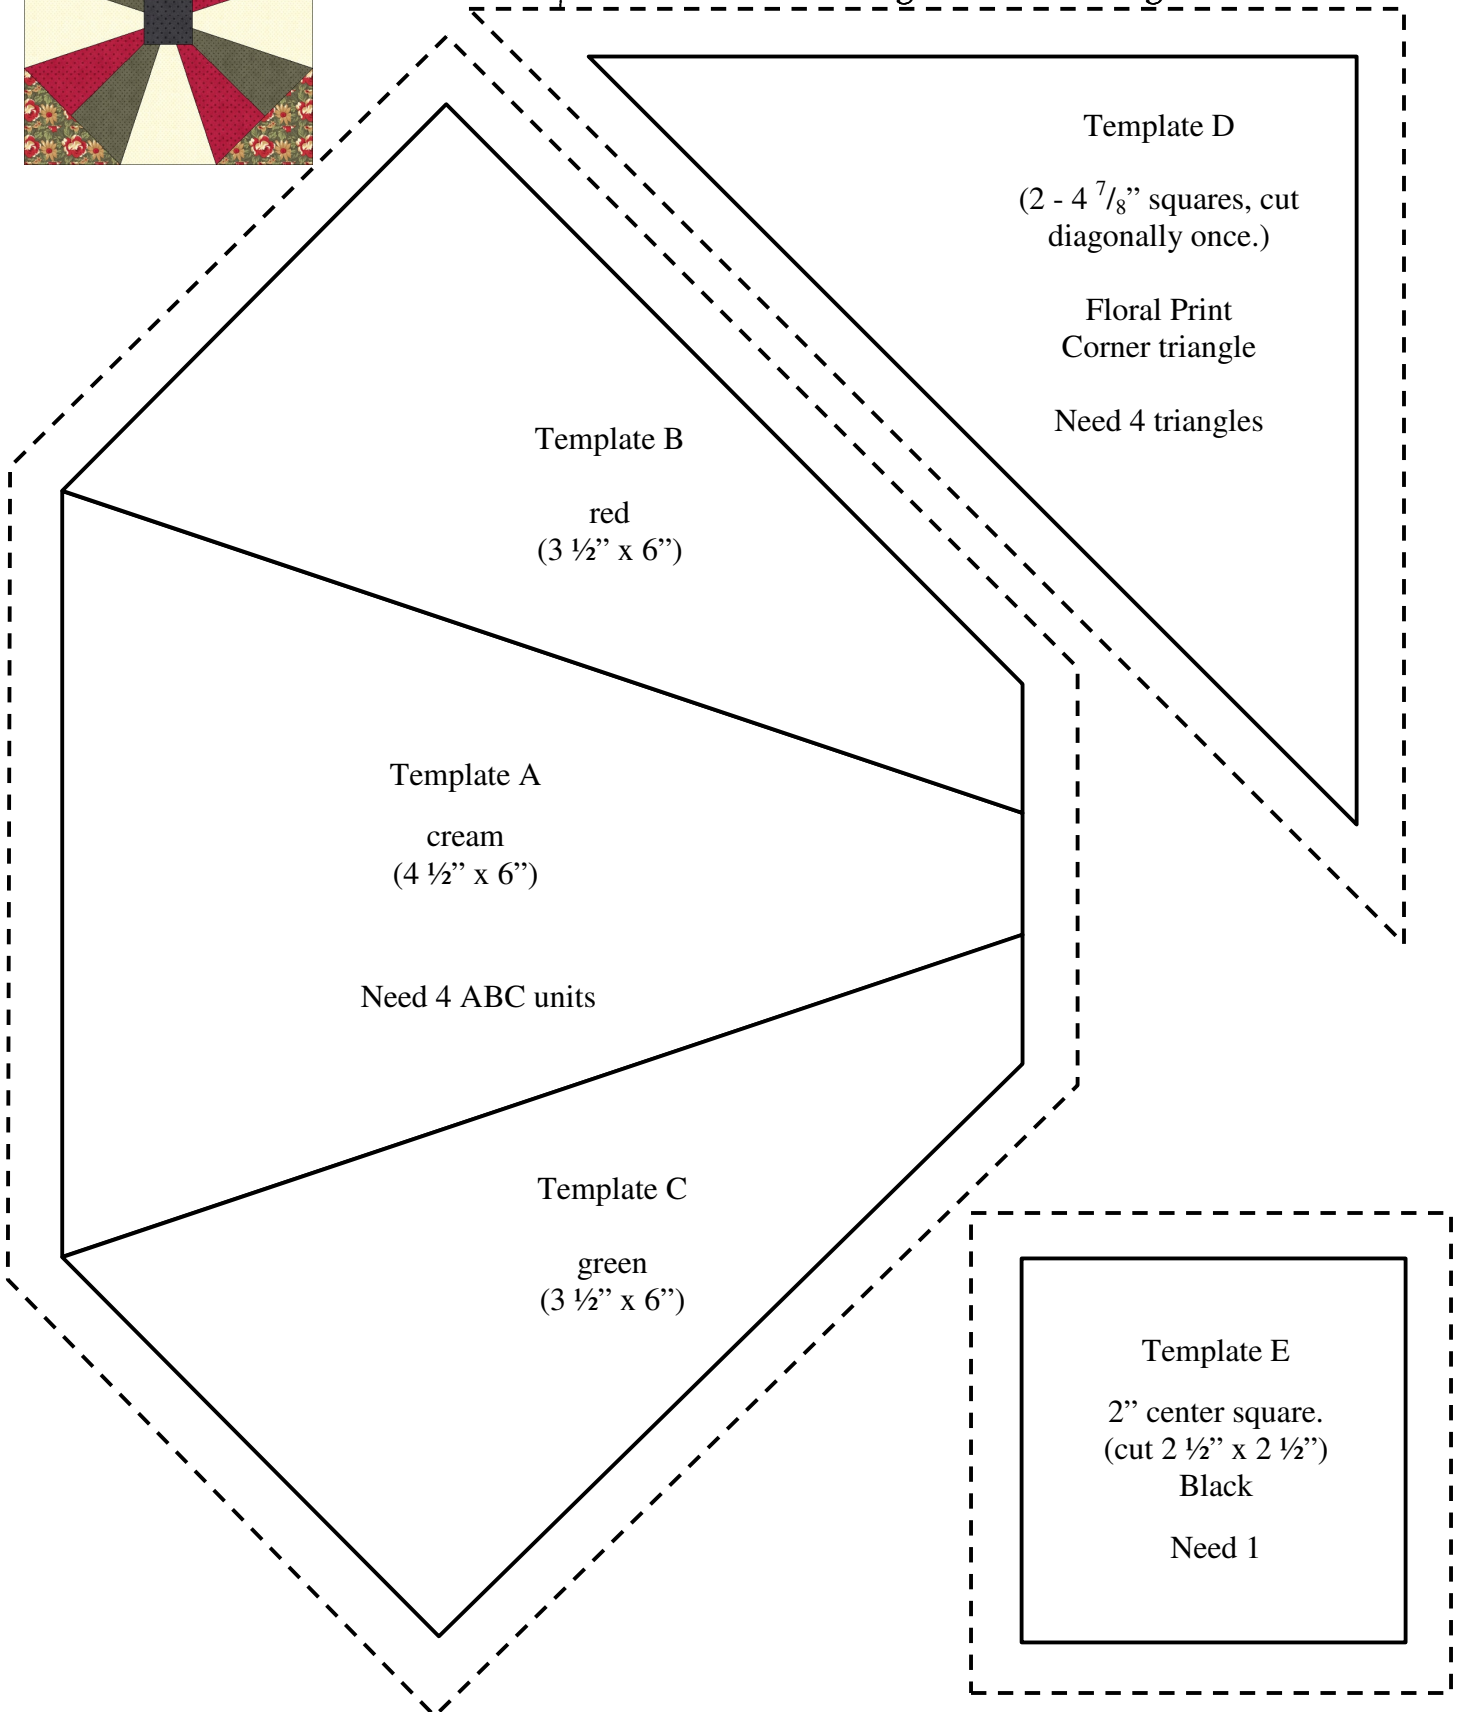 Template D
(2 - 4 7/8” squares, cut
diagonally once.)
Floral Print
Corner triangle
Need 4 triangles
Template B
red
(3 ½” x 6”)
Template A
cream
(4 ½” x 6”)
Need 4 ABC units
Template C
green
(3 ½” x 6”)
Template E
2” center square.
(cut 2 ½” x 2 ½”)
Black
Need 1